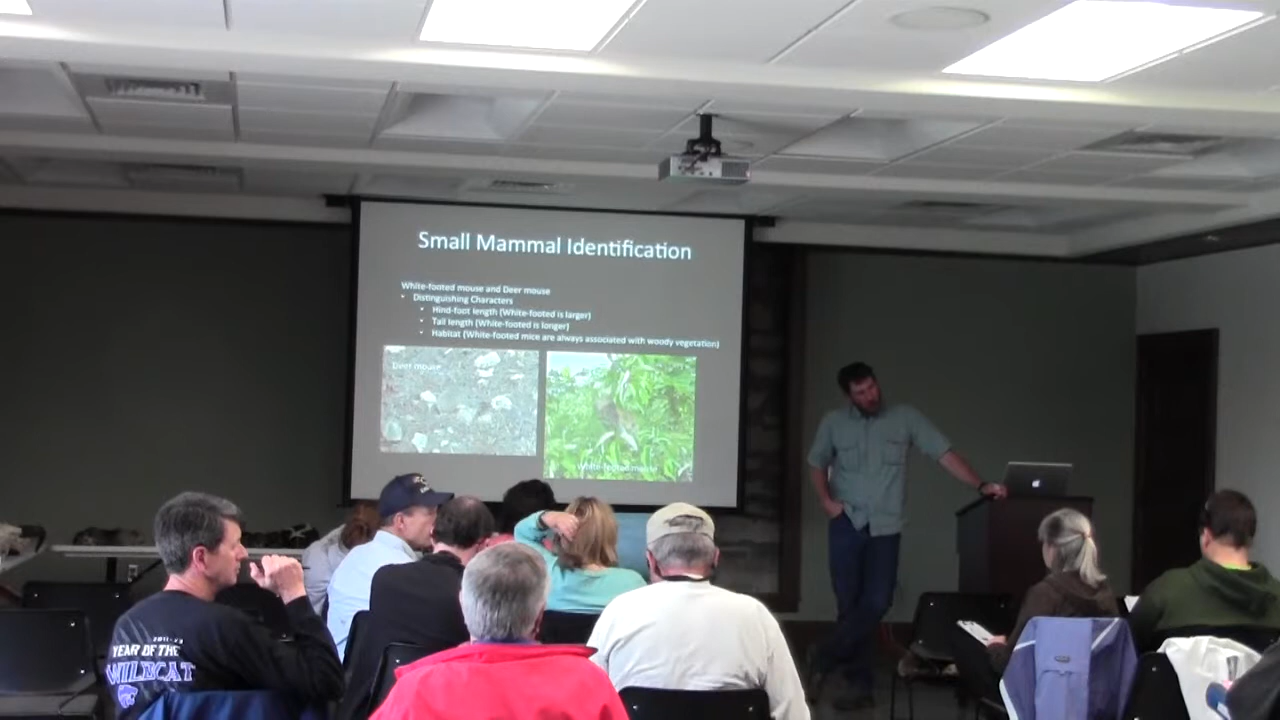 Small Mammal Identification
White-footed mouse and Deer mouse
• Distinguishing Characters
• Hind-foot length (White-footed is larger)
• Tail length (White-footed is longer)
• Habitat (White-footed mice are always associated with woody vegetation)
Deer mouse
White-footed mouse
2011-12
YEAR OF THE
WILDCAT